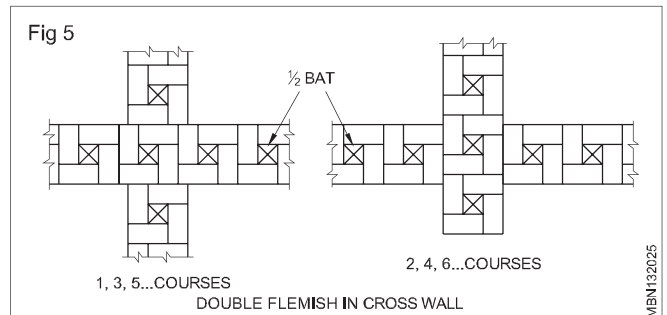 Fig 5
½ BAT
1, 3, 5...COURSES
2, 4, 6...COURSES
DOUBLE FLEMISH IN CROSS WALL
MBN132025